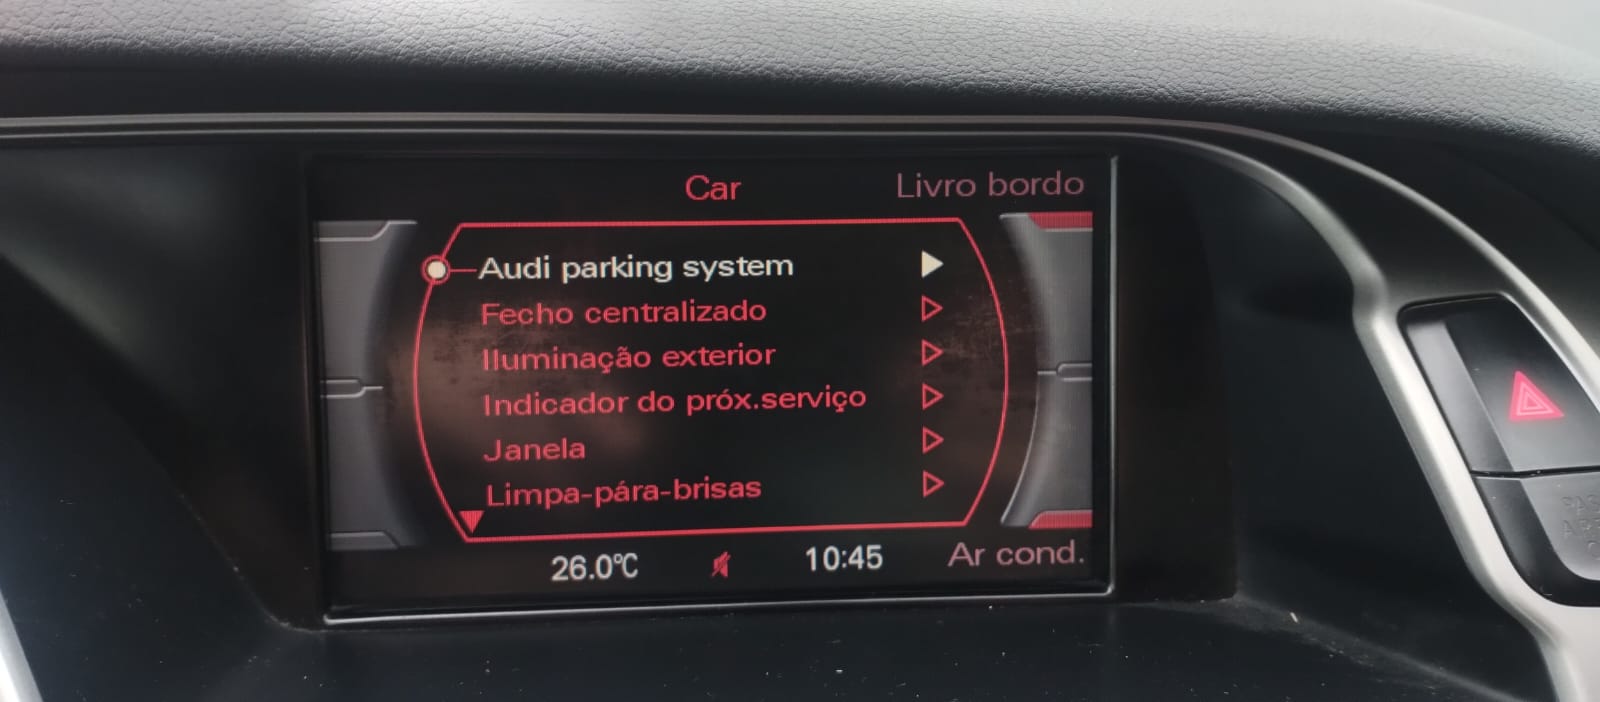 Car
Livro bordo
Audi parking system
Fecho centralizado
Iluminação exterior
Indicador do próx.serviço
Janela
Limpa-pára-brisas
26.0°C
10:45
Ar cond.